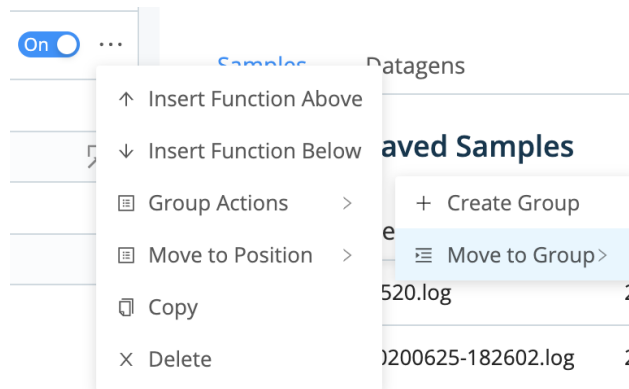 On
Samples Datagens
Insert Function Above
Insert Function Below
aved Samples
Group Actions
Create Group
Move to Position
Move to Group
520.log
Copy
0200625-182602.log
Delete